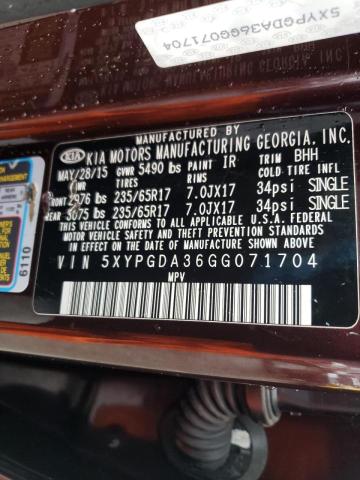 5XYPGDA36GG071704
MANUFACTURED BY
KIA KIA MOTORS MANUFACTURING GEORGIA, INC.
MAY/28/15 GVWR 5490 lbs PAINT IR TRIM BHH
TIRES RIMS COLD TIRE INFL
2976 lbs 235/65R17 7.0JX17 34psi SINGLE
REAR 3075 lbs 235/65R17 7.0JX17 34psi SINGLE
THIS VEHICLE CONFORMS TO ALL APPLICABLE U.S.A. FEDERAL
MOTOR VEHICLE SAFETY AND THEFT PREVENTION STANDARDS
IN EFFECT ON THE DATE OF MANUFACTURE SHOWN ABOVE.
VIN 5XYPGDA36GG071704
MPV
6110